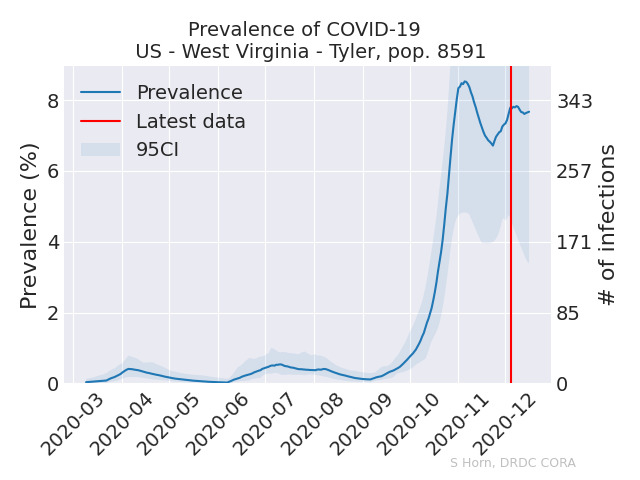 Prevalence of COVID-19
US - West Virginia - Tyler, pop. 8591
Prevalence
Latest data
95CI
Prevalence (%)
8
6
4
2
0
343
257
171
85
0
# of infections
2020-03
2020-04
2020-05
2020-06
2020-07
2020-08
2020-09
2020-10
2020-11
2020-12
S Horn, DRDC CORA